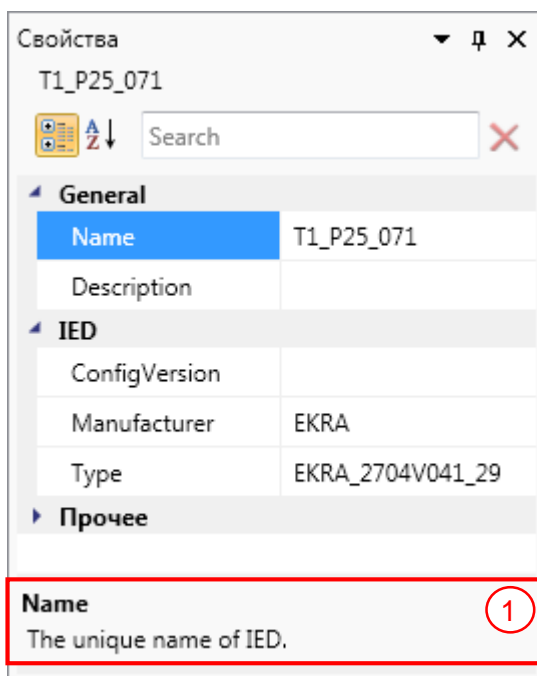 Свойства
T1_P25_071
A
Z
Search
General
Name T1_P25_071
Description
IED
ConfigVersion
Manufacturer EKRA
Type EKRA_2704V041_29
Прочее
Name
The unique name of IED.
1